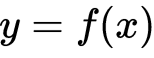 y = f(x)